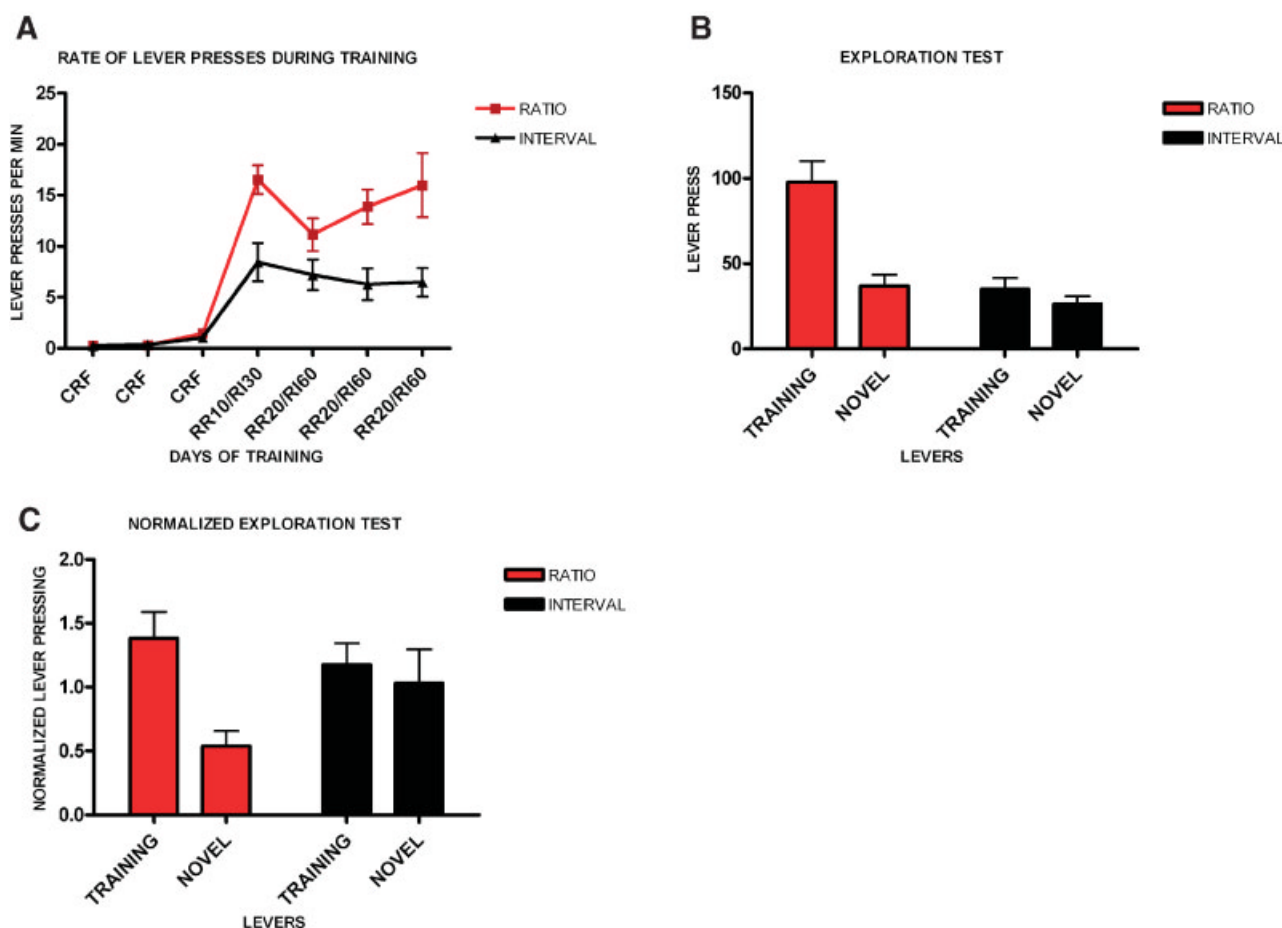 A
RATE OF LEVER PRESSES DURING TRAINING
LEVER PRESSES PER MIN
25
20
15
10
5
0
CRF
CRF
CRF
RR10/RI30
RR20/RI60
RR20/RI60
RR20/RI60
DAYS OF TRAINING
RATIO
INTERVAL
B
EXPLORATION TEST
LEVER PRESS
150
100
50
0
TRAINING
NOVEL
TRAINING
NOVEL
LEVERS
RATIO
INTERVAL
C
NORMALIZED EXPLORATION TEST
NORMALIZED LEVER PRESSING
2.0
1.5
1.0
0.5
0.0
TRAINING
NOVEL
TRAINING
NOVEL
LEVERS
RATIO
INTERVAL